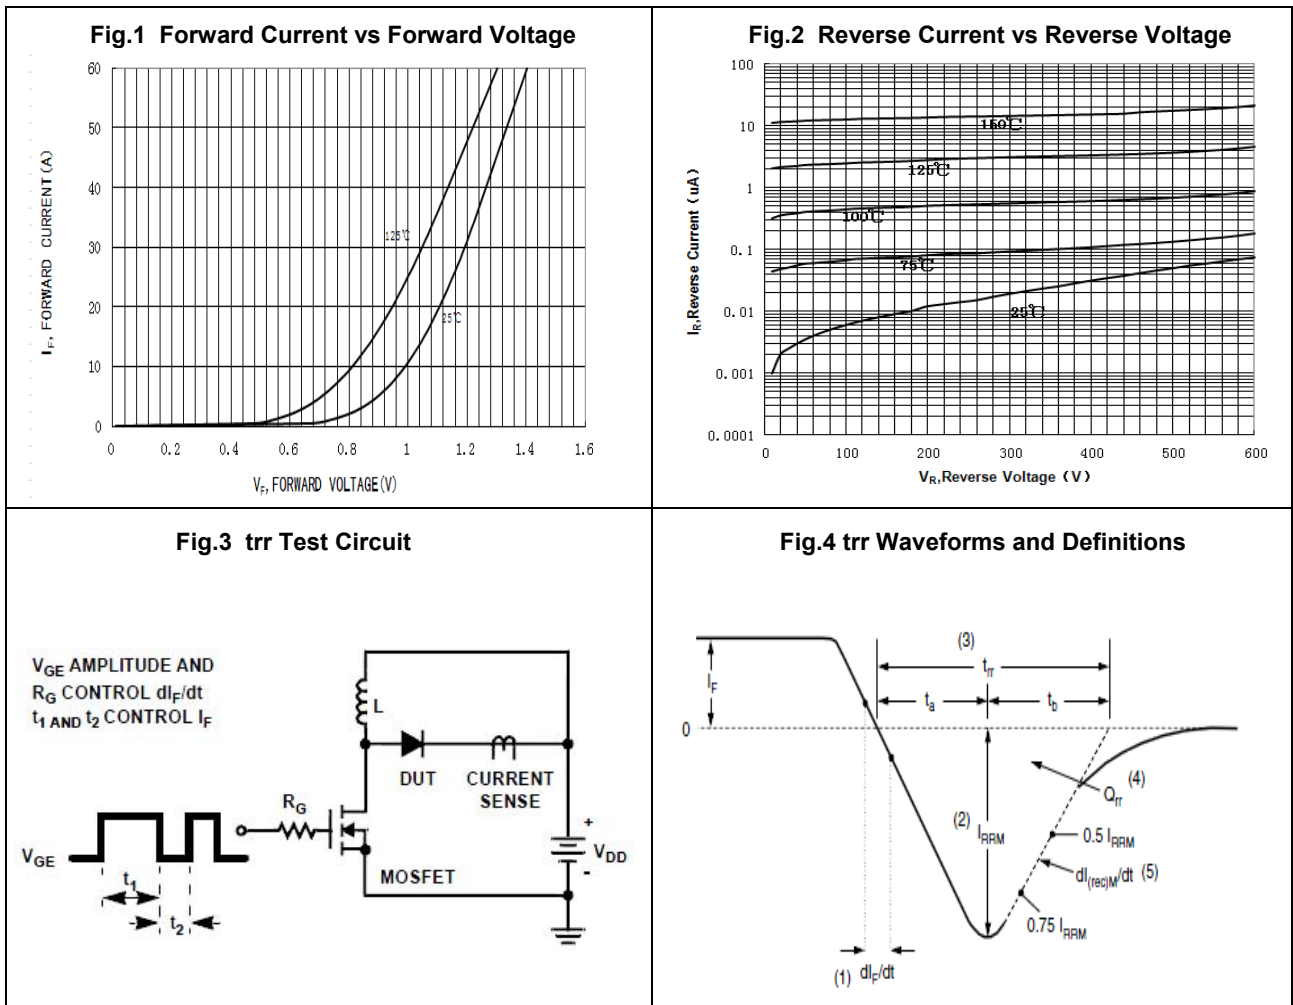 Fig.1 Forward Current vs Forward Voltage
60
50
40
30
20
10
0
0 0.2 0.4 0.6 0.8 1 1.2 1.4 1.6
125℃
25℃
IF, FORWARD CURRENT(A)
VF, FORWARD VOLTAGE(V)
Fig.2 Reverse Current vs Reverse Voltage
100
10
1
0.1
0.01
0.001
0.0001
0 100 200 300 400 500 600
150℃
125℃
100℃
75℃
25℃
IR,Reverse Current (uA)
VR,Reverse Voltage (V)
Fig.3 trr Test Circuit
VGE AMPLITUDE AND
RG CONTROL dIF/dt
t1 AND t2 CONTROL IF
L
DUT
CURRENT
SENSE
RG
+
VDD
-
VGE
MOSFET
t1
t2
Fig.4 trr Waveforms and Definitions
(3)
trr
IF
ta
tb
0
Qrr (4)
(2) IRRM
0.5 IRRM
dI(rec)M/dt (5)
0.75 IRRM
(1) dIF/dt